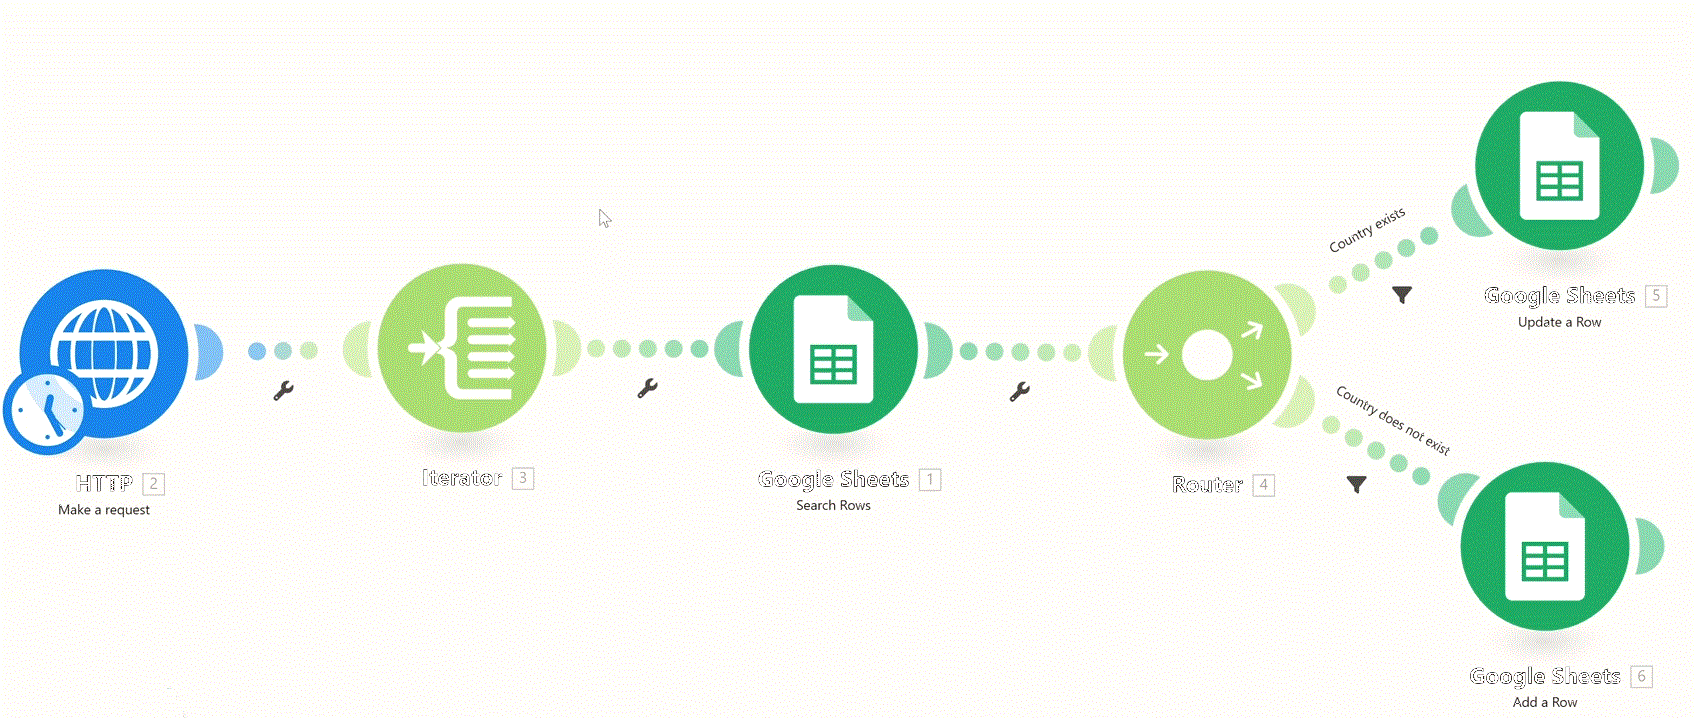 HTTP 2
Make a request
Iterator 3
Google Sheets 1
Search Rows
Router 4
Country exists
Google Sheets 5
Update a Row
Country does not exist
Google Sheets 6
Add a Row